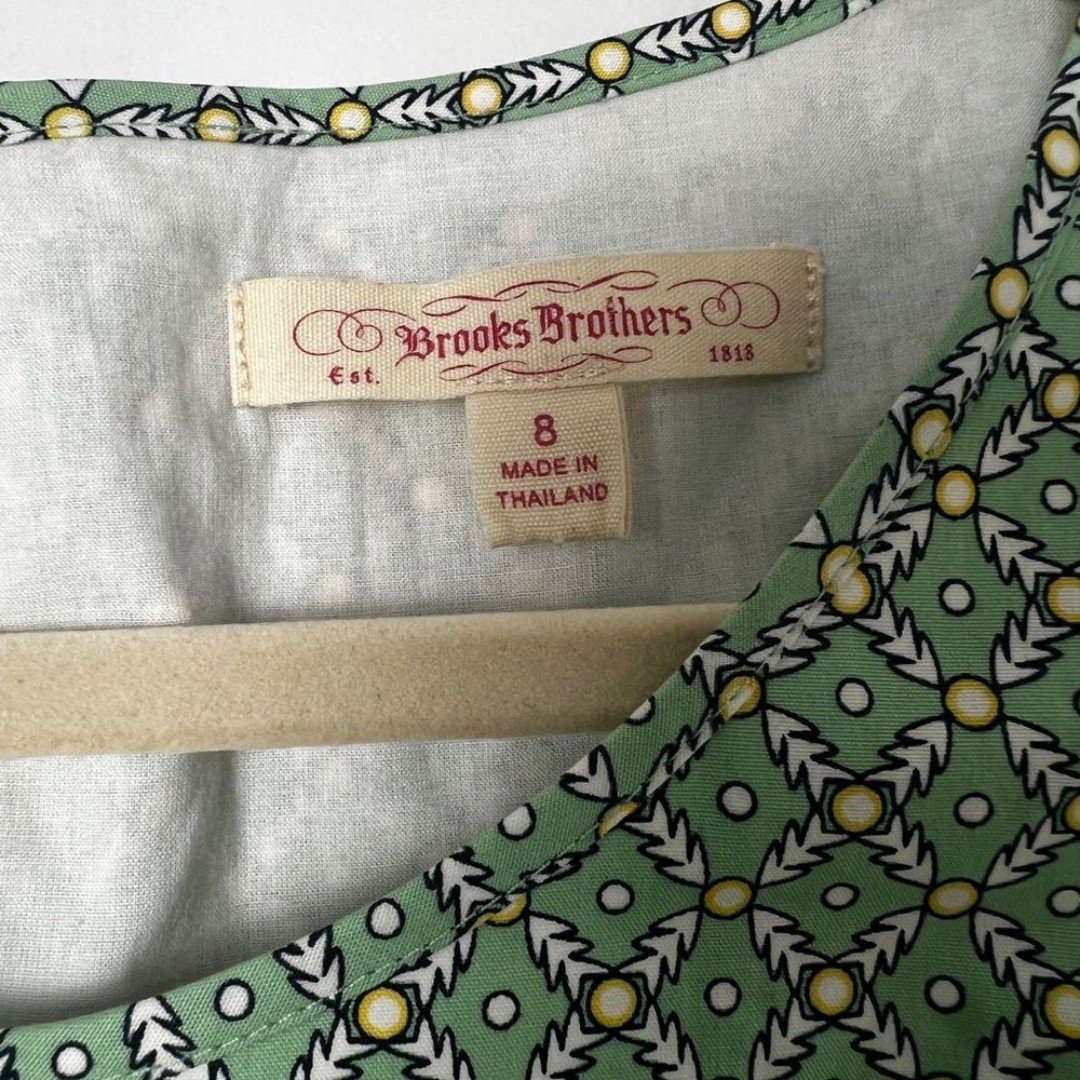 Brooks Brothers
Est. 1818
8
MADE IN
THAILAND